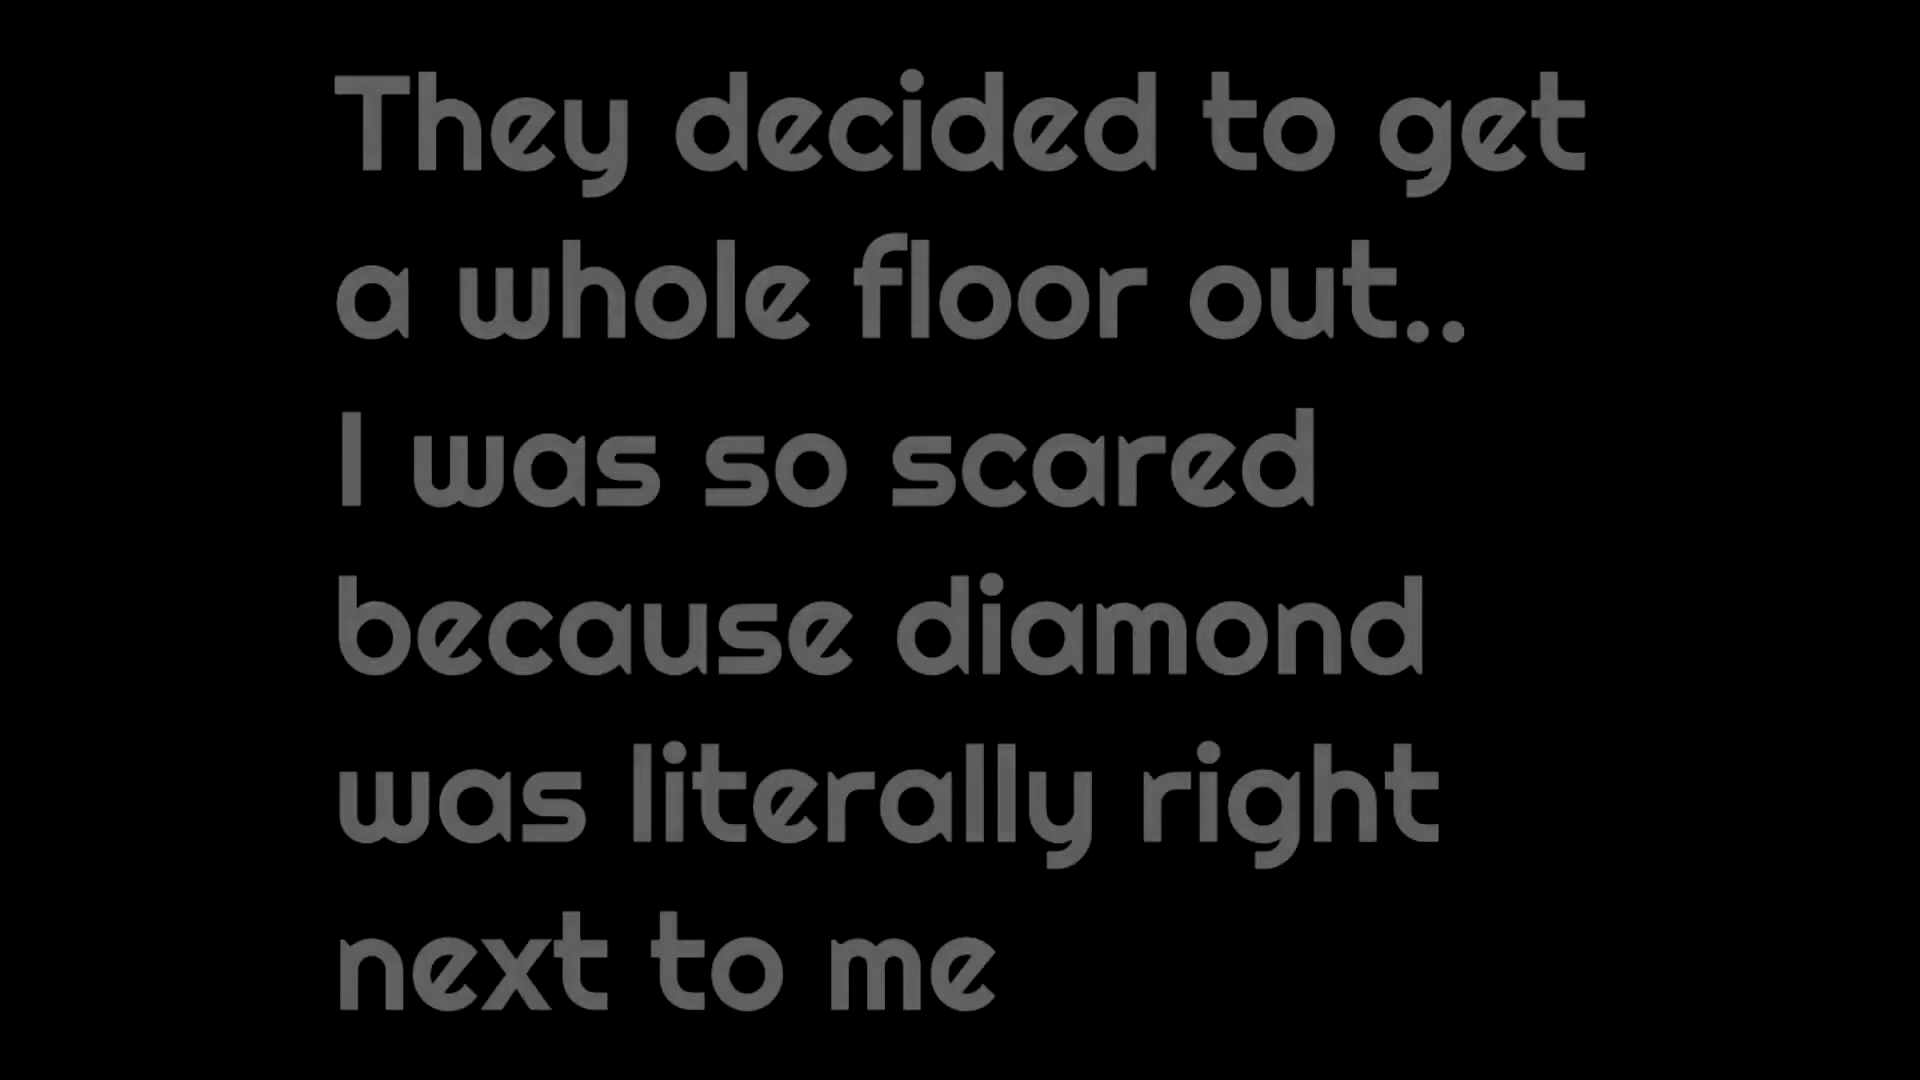 They decided to get
a whole floor out..
I was so scared
because diamond
was literally right
next to me